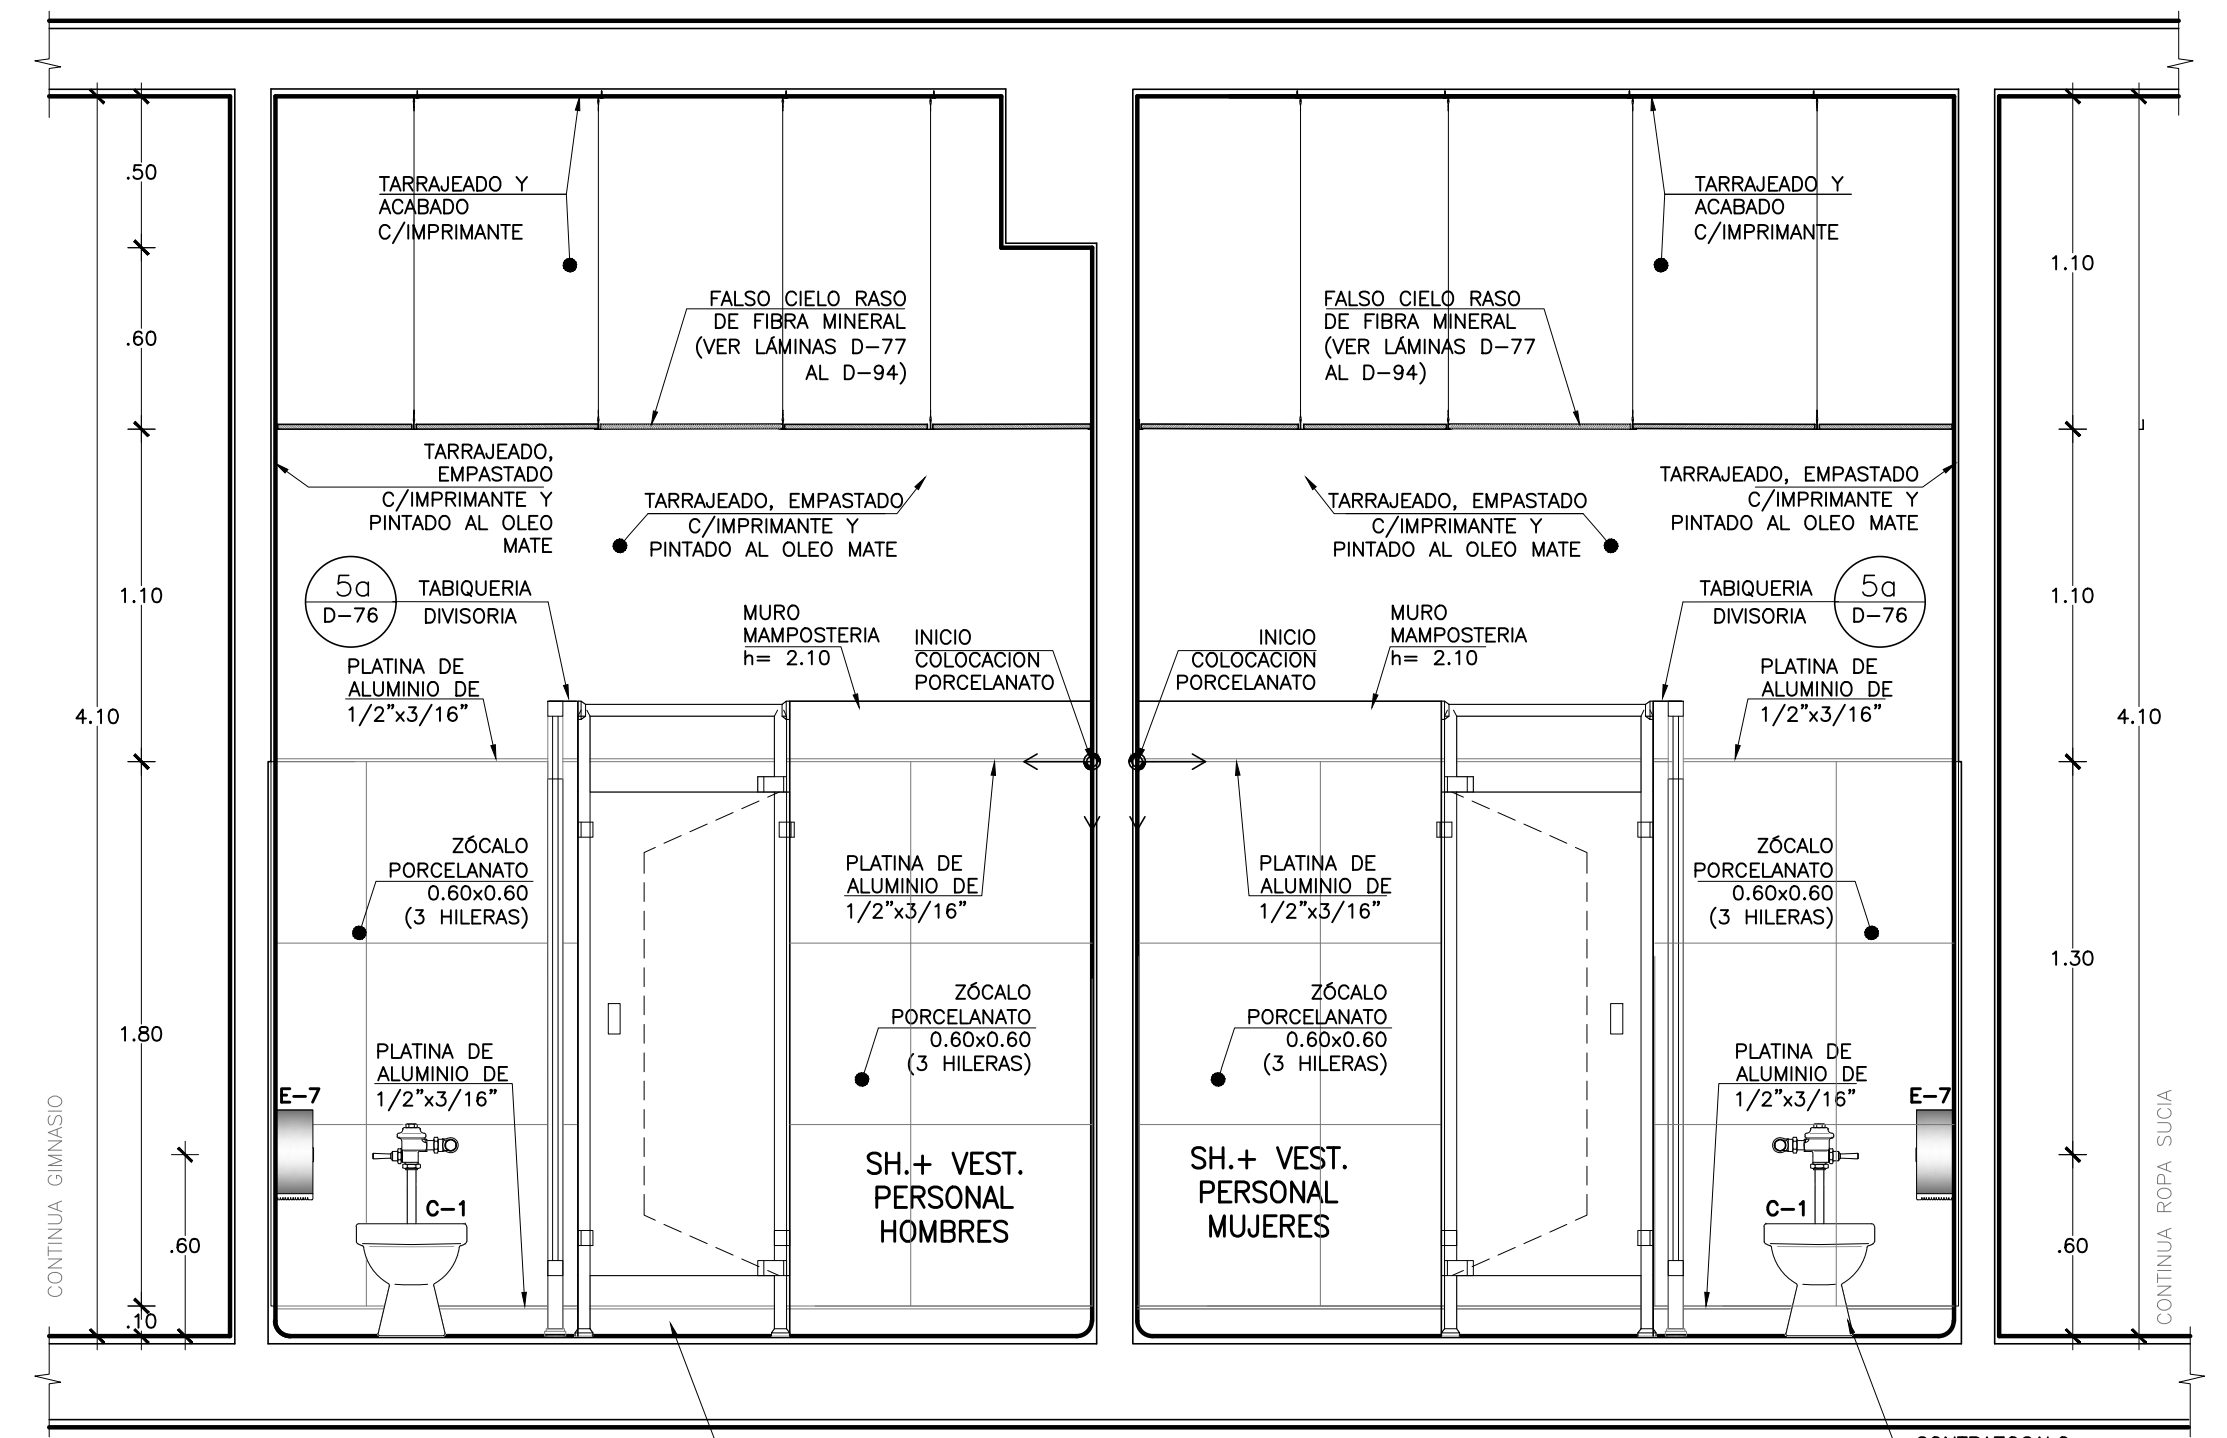 TARRAJEADO Y
ACABADO
C/IMPRIMANTE
TARRAJEADO Y
ACABADO
C/IMPRIMANTE
.50
.60
1.10
4.10
1.80
.60
.10
CONTINUA GIMNASIO
FALSO CIELO RASO
DE FIBRA MINERAL
(VER LÁMINAS D-77
AL D-94)
FALSO CIELO RASO
DE FIBRA MINERAL
(VER LÁMINAS D-77
AL D-94)
TARRAJEADO,
EMPASTADO
C/IMPRIMANTE Y
PINTADO AL OLEO
MATE
TARRAJEADO, EMPASTADO
C/IMPRIMANTE Y
PINTADO AL OLEO MATE
TARRAJEADO, EMPASTADO
C/IMPRIMANTE Y
PINTADO AL OLEO MATE
TARRAJEADO, EMPASTADO
C/IMPRIMANTE Y
PINTADO AL OLEO MATE
5a
D-76
TABIQUERIA
DIVISORIA
MURO
MAMPOSTERIA
h= 2.10
INICIO
COLOCACION
PORCELANATO
INICIO
COLOCACION
PORCELANATO
MURO
MAMPOSTERIA
h= 2.10
TABIQUERIA
DIVISORIA
5a
D-76
PLATINA DE
ALUMINIO DE
1/2"x3/16"
PLATINA DE
ALUMINIO DE
1/2"x3/16"
ZÓCALO
PORCELANATO
0.60x0.60
(3 HILERAS)
PLATINA DE
ALUMINIO DE
1/2"x3/16"
PLATINA DE
ALUMINIO DE
1/2"x3/16"
ZÓCALO
PORCELANATO
0.60x0.60
(3 HILERAS)
ZÓCALO
PORCELANATO
0.60x0.60
(3 HILERAS)
ZÓCALO
PORCELANATO
0.60x0.60
(3 HILERAS)
PLATINA DE
ALUMINIO DE
1/2"x3/16"
PLATINA DE
ALUMINIO DE
1/2"x3/16"
E-7
C-1
SH.+ VEST.
PERSONAL
HOMBRES
SH.+ VEST.
PERSONAL
MUJERES
E-7
C-1
1.10
1.10
4.10
1.30
.60
CONTINUA ROPA SUCIA